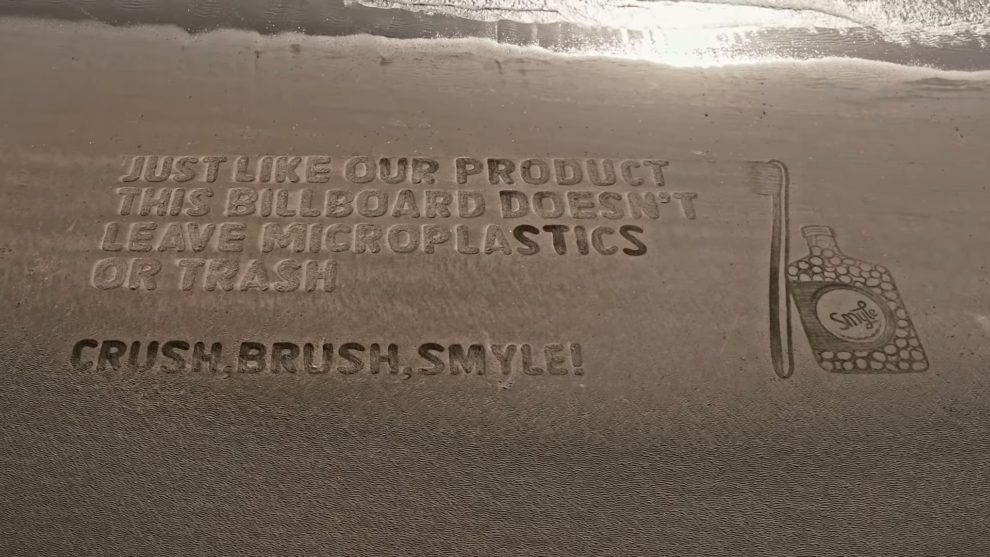 JUST LIKE OUR PRODUCT
THIS BILLBOARD DOESN'T
LEAVE MICROPLASTICS
OR TRASH
CRUSH,BRUSH,SMYLE!
Smyle